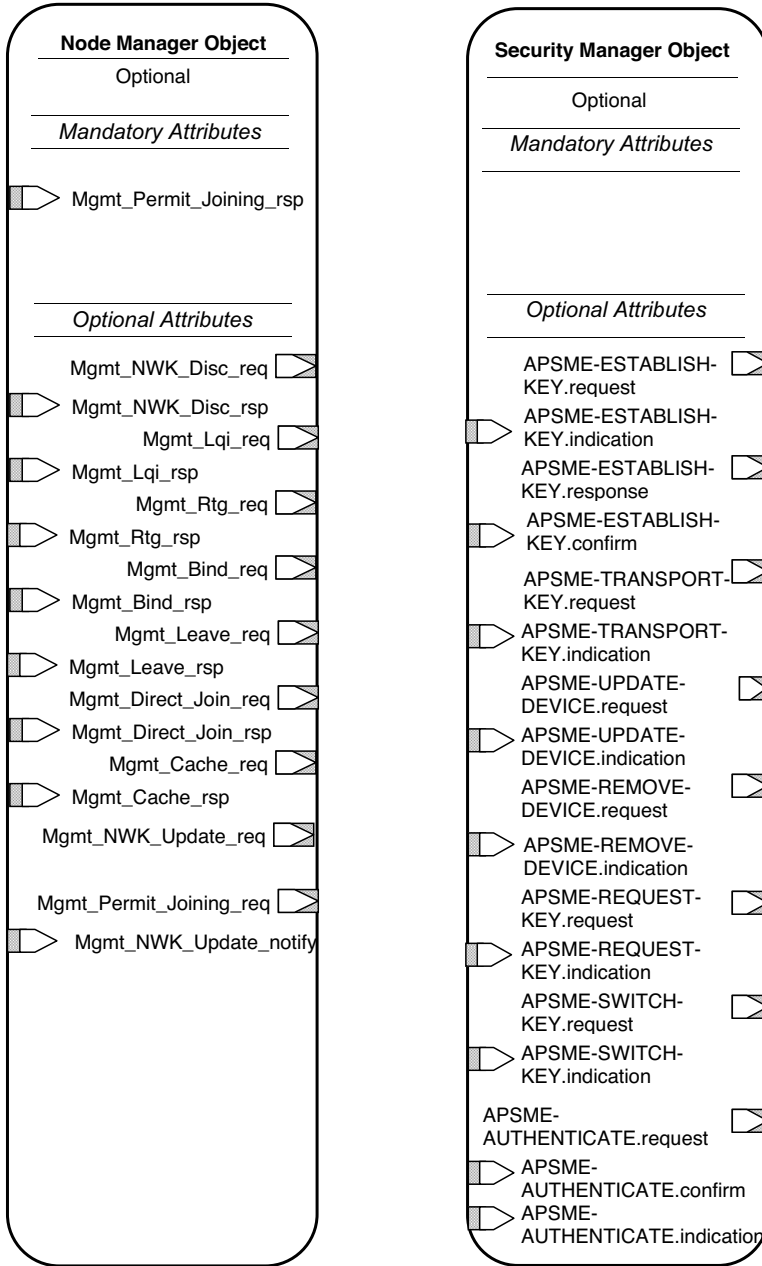 Node Manager Object
Optional
Mandatory Attributes
Mgmt_Permit_Joining_rsp
Optional Attributes
Mgmt_NWK_Disc_req
Mgmt_NWK_Disc_rsp
Mgmt_Lqi_req
Mgmt_Lqi_rsp
Mgmt_Rtg_req
Mgmt_Rtg_rsp
Mgmt_Bind_req
Mgmt_Bind_rsp
Mgmt_Leave_req
Mgmt_Leave_rsp
Mgmt_Direct_Join_req
Mgmt_Direct_Join_rsp
Mgmt_Cache_req
Mgmt_Cache_rsp
Mgmt_NWK_Update_req
Mgmt_Permit_Joining_req
Mgmt_NWK_Update_notify
Security Manager Object
Optional
Mandatory Attributes
Optional Attributes
APSME-ESTABLISH-
KEY.request
APSME-ESTABLISH-
KEY.indication
APSME-ESTABLISH-
KEY.response
APSME-ESTABLISH-
KEY.confirm
APSME-TRANSPORT-
KEY.request
APSME-TRANSPORT-
KEY.indication
APSME-UPDATE-
DEVICE.request
APSME-UPDATE-
DEVICE.indication
APSME-REMOVE-
DEVICE.request
APSME-REMOVE-
DEVICE.indication
APSME-REQUEST-
KEY.request
APSME-REQUEST-
KEY.indication
APSME-SWITCH-
KEY.request
APSME-SWITCH-
KEY.indication
APSME-
AUTHENTICATE.request
APSME-
AUTHENTICATE.confirm
APSME-
AUTHENTICATE.indication